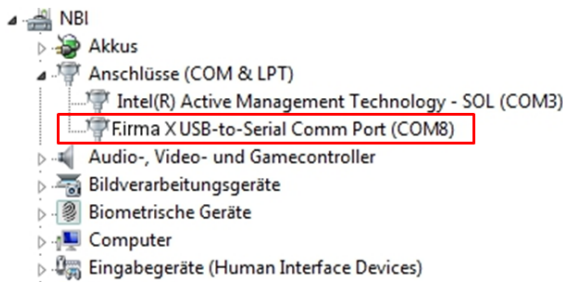 NBI
Akkus
Anschlüsse (COM & LPT)
Intel(R) Active Management Technology - SOL (COM3)
Firma X USB-to-Serial Comm Port (COM8)
Audio-, Video- und Gamecontroller
Bildverarbeitungsgeräte
Biometrische Geräte
Computer
Eingabegeräte (Human Interface Devices)